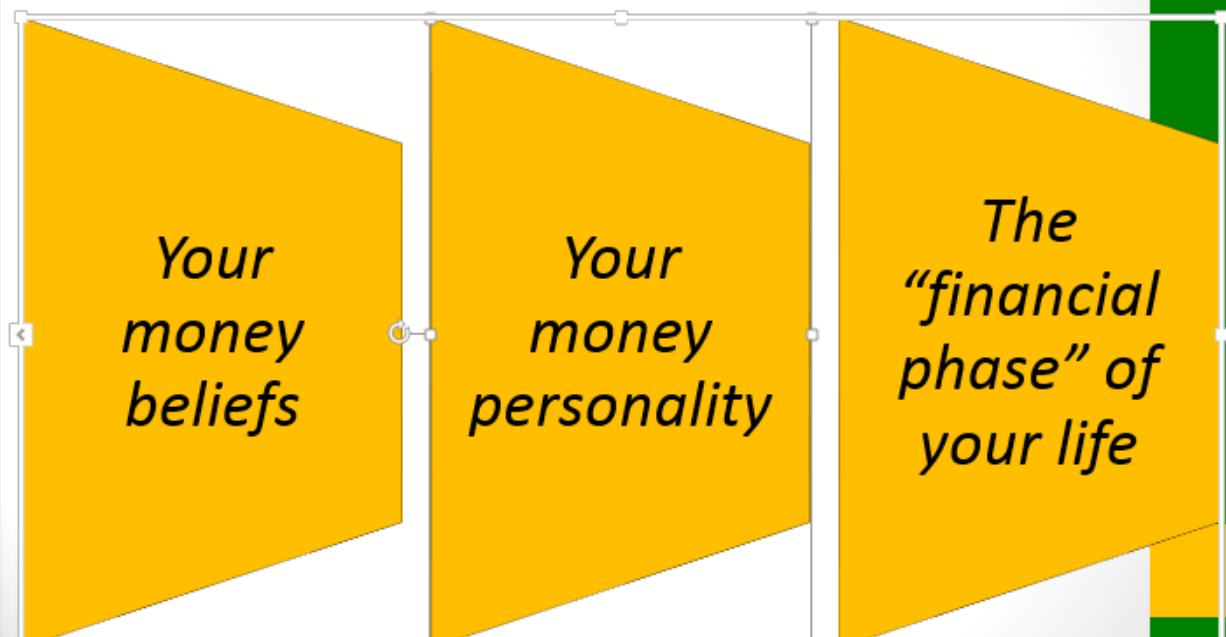 Your
money
beliefs
Your
money
personality
The
“financial
phase” of
your life